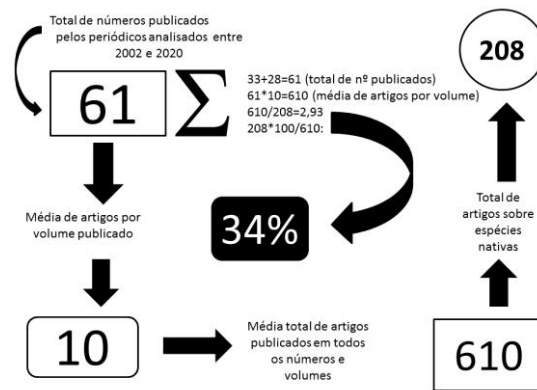 Total de números publicados
pelos periódicos analisados entre
2002 e 2020
61
∑
33+28=61 (total de nº publicados)
61*10=610 (média de artigos por volume)
610/208=2,93
208*100/610:
208
Média de artigos por
volume publicado
34%
Total de
artigos sobre
espécies
nativas
10
Média total de artigos
publicados em todos
os números e
volumes
610